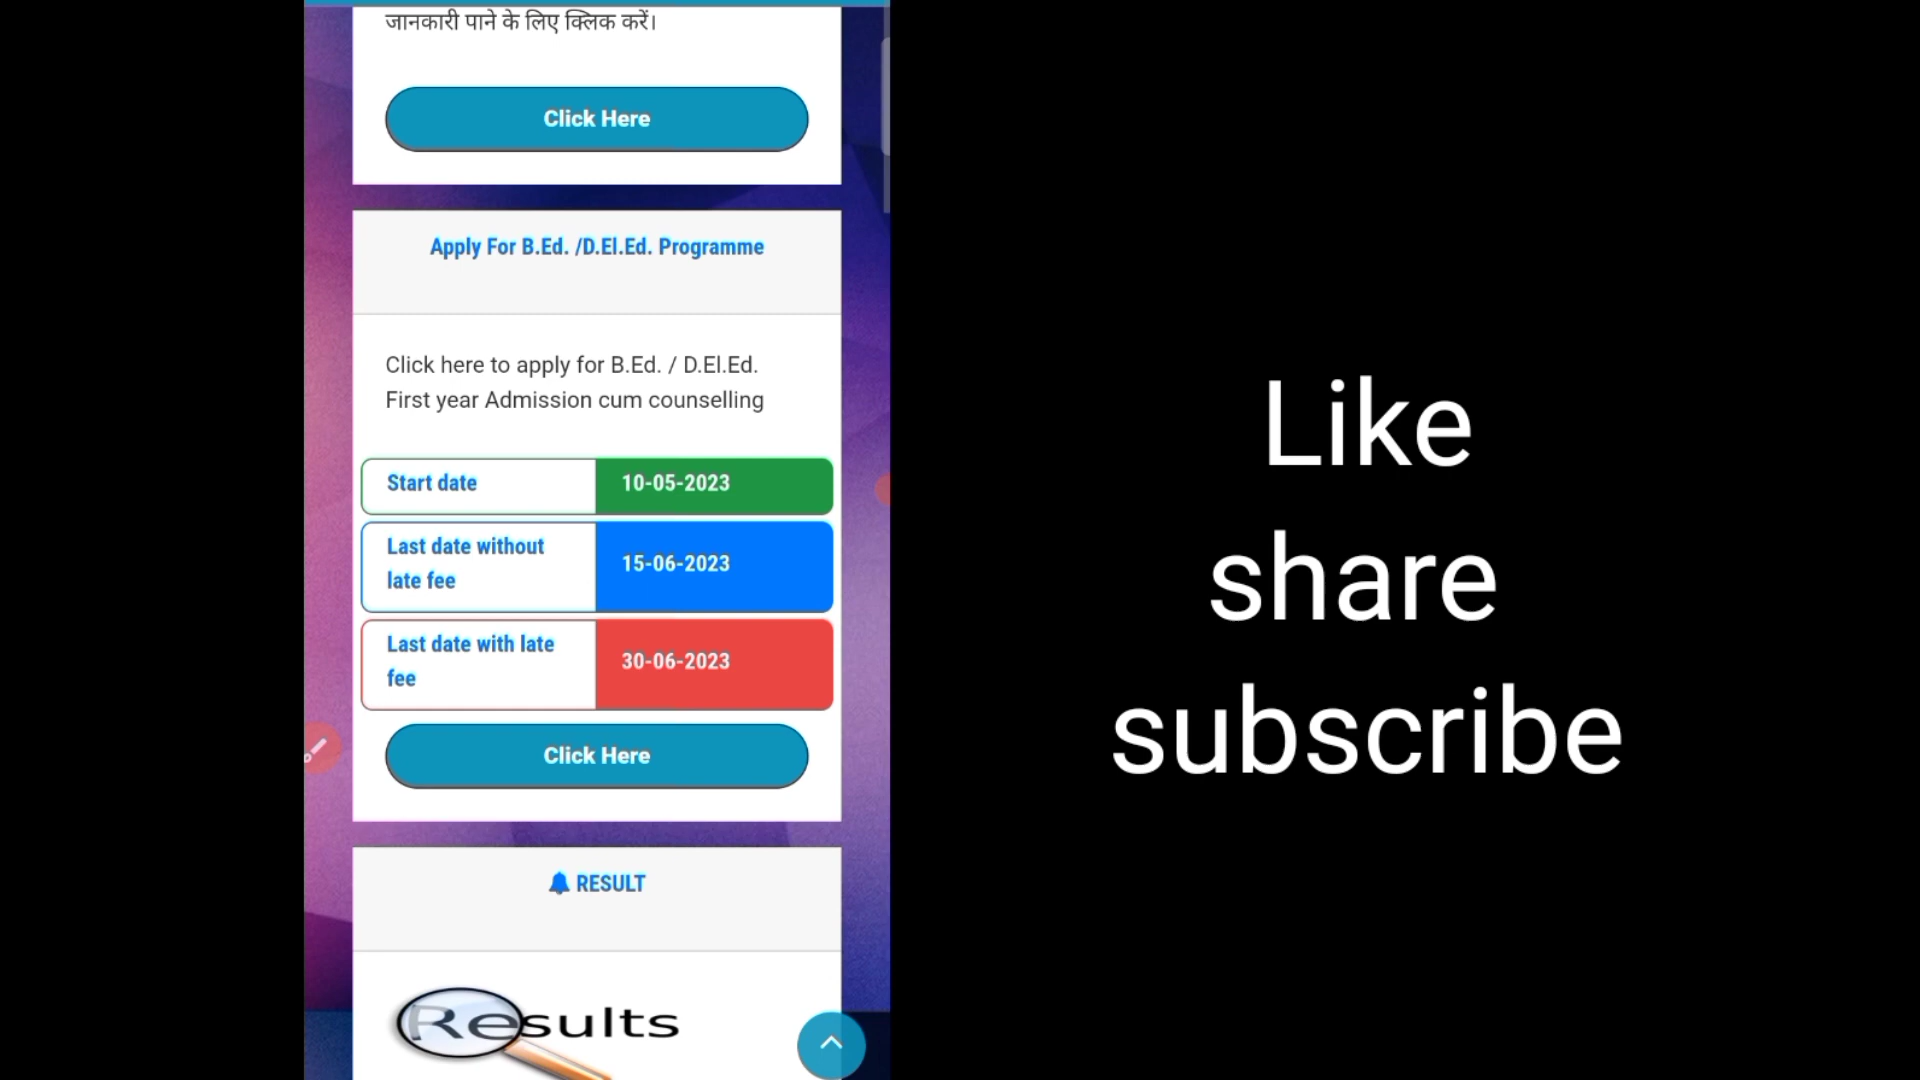 जानकारी पाने के लिए क्लिक करें।
Click Here
Apply For B.Ed. /D.El.Ed. Programme
Click here to apply for B.Ed. / D.El.Ed.
First year Admission cum counselling
Start date 10-05-2023
Last date without
late fee
15-06-2023
Last date with late
fee
30-06-2023
Click Here
RESULT
Results
Like
share
subscribe